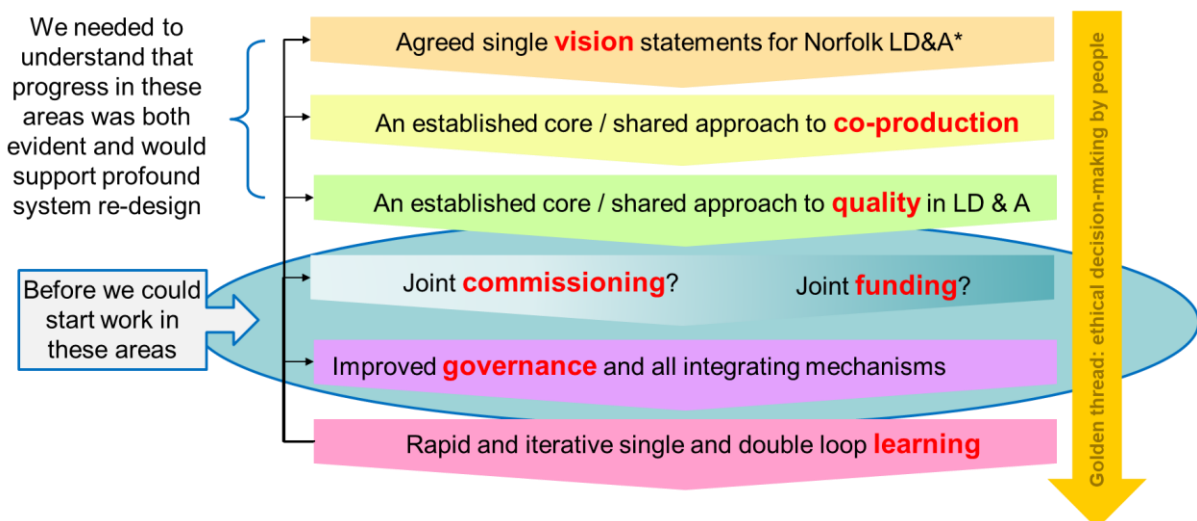 We needed to
understand that
progress in these
areas was both
evident and would
support profound
system re-design
Agreed single vision statements for Norfolk LD&A*
An established core / shared approach to co-production
An established core / shared approach to quality in LD & A
Before we could
start work in
these areas
Joint commissioning? Joint funding?
Improved governance and all integrating mechanisms
Rapid and iterative single and double loop learning
Golden thread: ethical decision-making by people